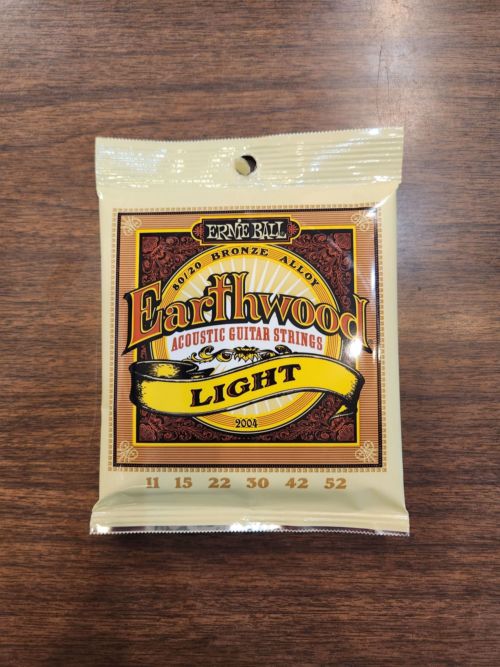 ERNIE BALL
80/20 BRONZE ALLOY
Earthwood
ACOUSTIC GUITAR STRINGS
LIGHT
2004
11 15 22 30 42 52